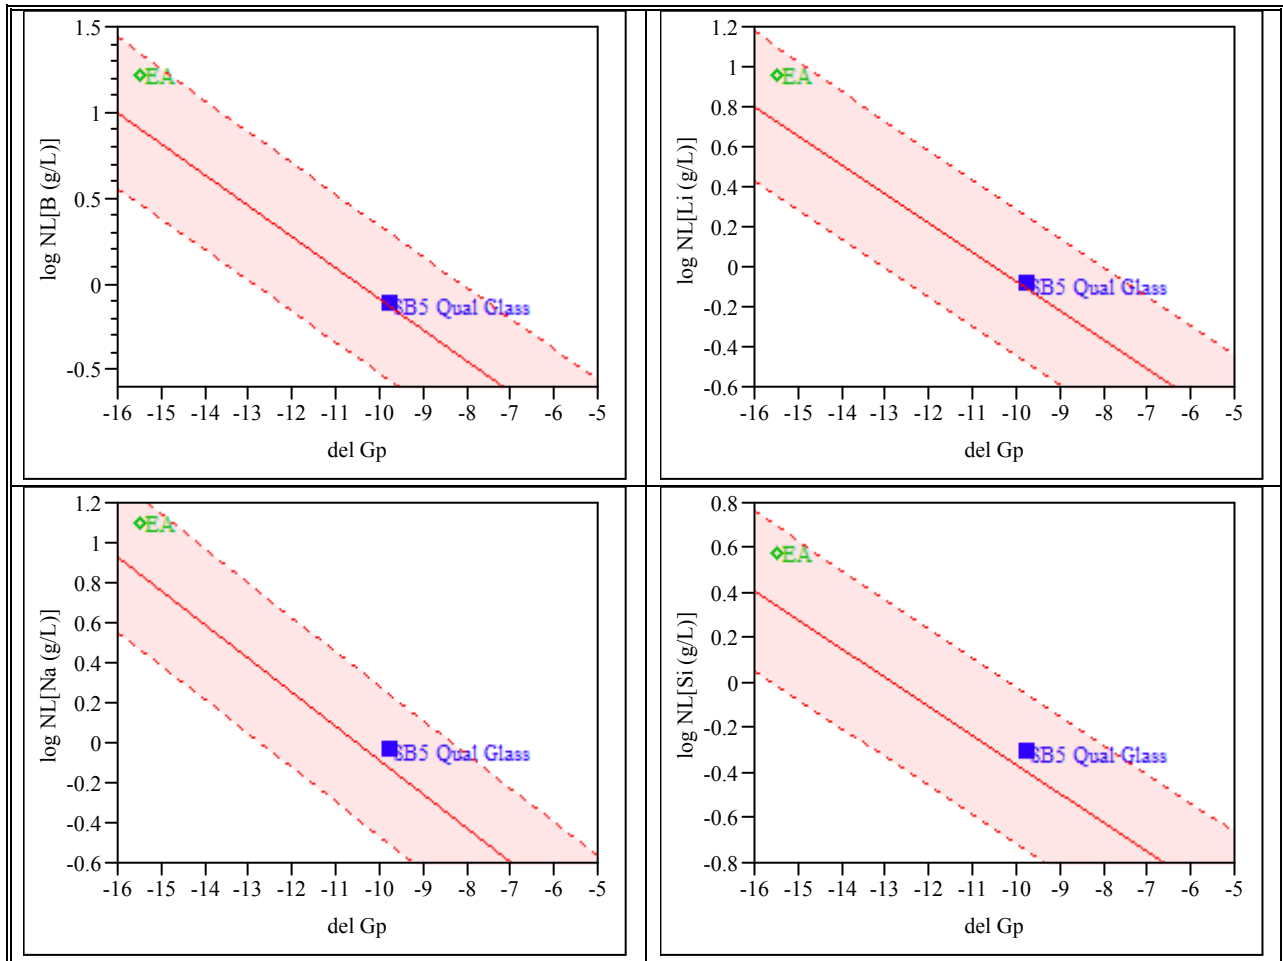 log NL[B (g/L)]
1.5
1
0.5
0
-0.5
EA
SB5 Qual Glass
-16 -15 -14 -13 -12 -11 -10 -9 -8 -7 -6 -5
del Gp
log NL[Li (g/L)]
1.2
1
0.8
0.6
0.4
0.2
0
-0.2
-0.4
-0.6
EA
SB5 Qual Glass
-16 -15 -14 -13 -12 -11 -10 -9 -8 -7 -6 -5
del Gp
log NL[Na (g/L)]
1.2
1
0.8
0.6
0.4
0.2
0
-0.2
-0.4
-0.6
EA
SB5 Qual Glass
-16 -15 -14 -13 -12 -11 -10 -9 -8 -7 -6 -5
del Gp
log NL[Si (g/L)]
0.8
0.6
0.4
0.2
0
-0.2
-0.4
-0.6
-0.8
EA
SB5 Qual Glass
-16 -15 -14 -13 -12 -11 -10 -9 -8 -7 -6 -5
del Gp